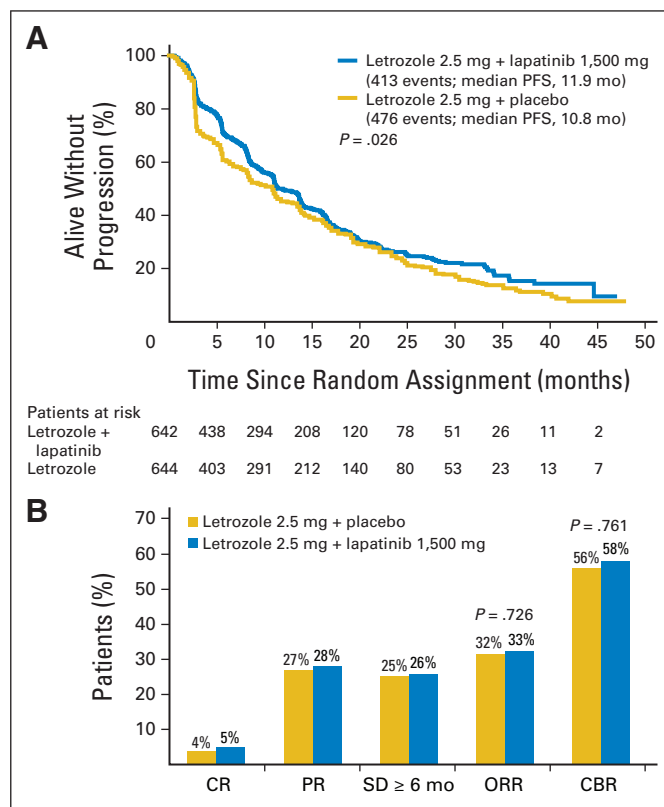 A
Alive Without
Progression (%)
100
80
60
40
20
0
5
10
15
20
25
30
35
40
45
50
Letrozole 2.5 mg + lapatinib 1,500 mg
(413 events; median PFS, 11.9 mo)
Letrozole 2.5 mg + placebo
(476 events; median PFS, 10.8 mo)
P = .026
Time Since Random Assignment (months)
Patients at risk
Letrozole +
lapatinib
642 438 294 208 120 78 51 26 11 2
Letrozole 644 403 291 212 140 80 53 23 13 7
B
Patients (%)
70
60
50
40
30
20
10
Letrozole 2.5 mg + placebo
Letrozole 2.5 mg + lapatinib 1,500 mg
4% 5%
27% 28%
25% 26%
P = .726
32% 33%
P = .761
56% 58%
CR PR SD ≥ 6 mo ORR CBR